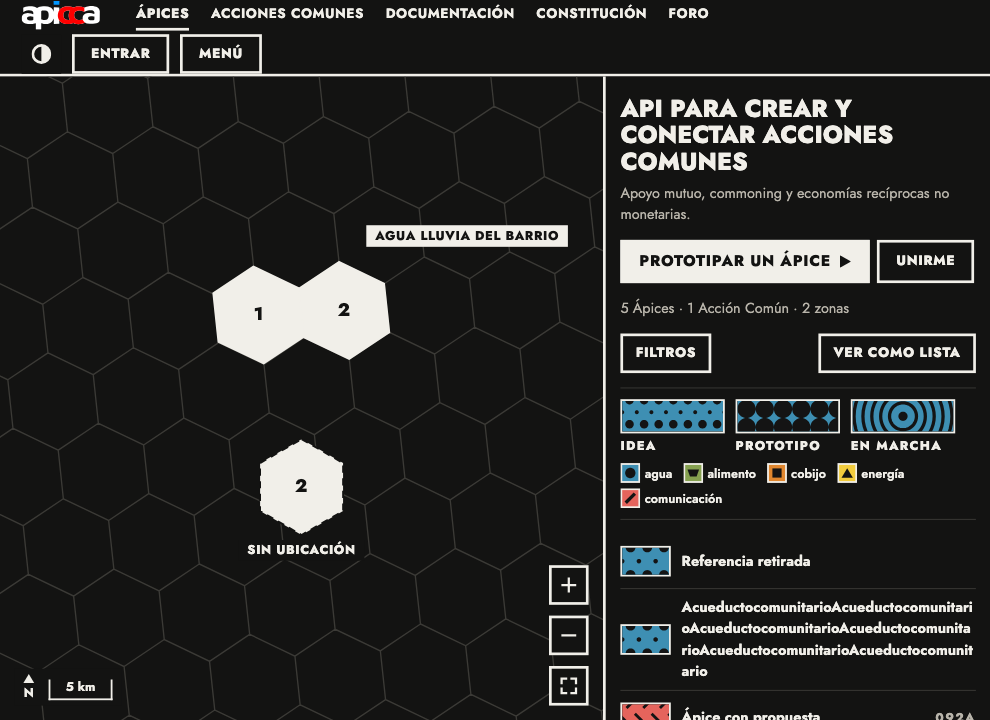 apicca
ÁPICES
ACCIONES COMUNES
DOCUMENTACIÓN
CONSTITUCIÓN
FORO
ENTRAR
MENÚ
AGUA LLUVIA DEL BARRIO
1
2
2
SIN UBICACIÓN
N
5 km
API PARA CREAR Y
CONECTAR ACCIONES
COMUNES
Apoyo mutuo, commoning y economías recíprocas no
monetarias.
PROTOTIPAR UN ÁPICE
UNIRME
5 Ápices · 1 Acción Común · 2 zonas
FILTROS
VER COMO LISTA
IDEA
PROTOTIPO
EN MARCHA
agua
alimento
cobijo
energía
comunicación
Referencia retirada
AcueductocomunitarioAcueductocomunitari
oAcueductocomunitarioAcueductocomunita
rioAcueductocomunitarioAcueductocomunit
ario
Ápice con propuesta
092A